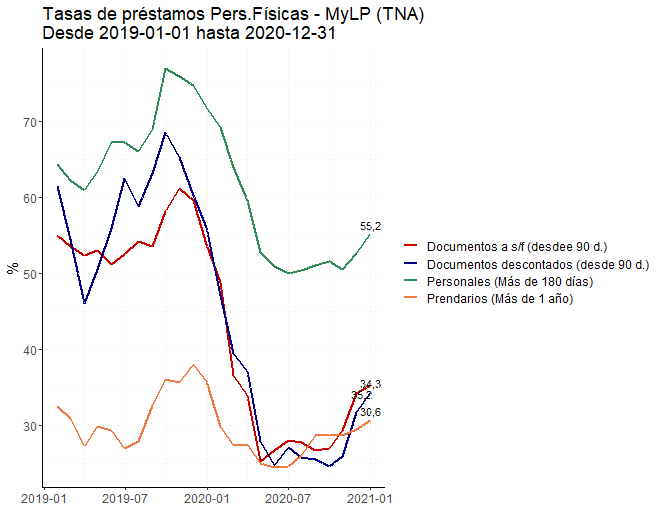 Tasas de préstamos Pers.Físicas - MyLP (TNA)
Desde 2019-01-01 hasta 2020-12-31
%
70
60
50
40
30
2019-01
2019-07
2020-01
2020-07
2021-01
55,2
34,3
35,2
30,6
Documentos a s/f (desdee 90 d.)
Documentos descontados (desde 90 d.)
Personales (Más de 180 días)
Prendarios (Más de 1 año)